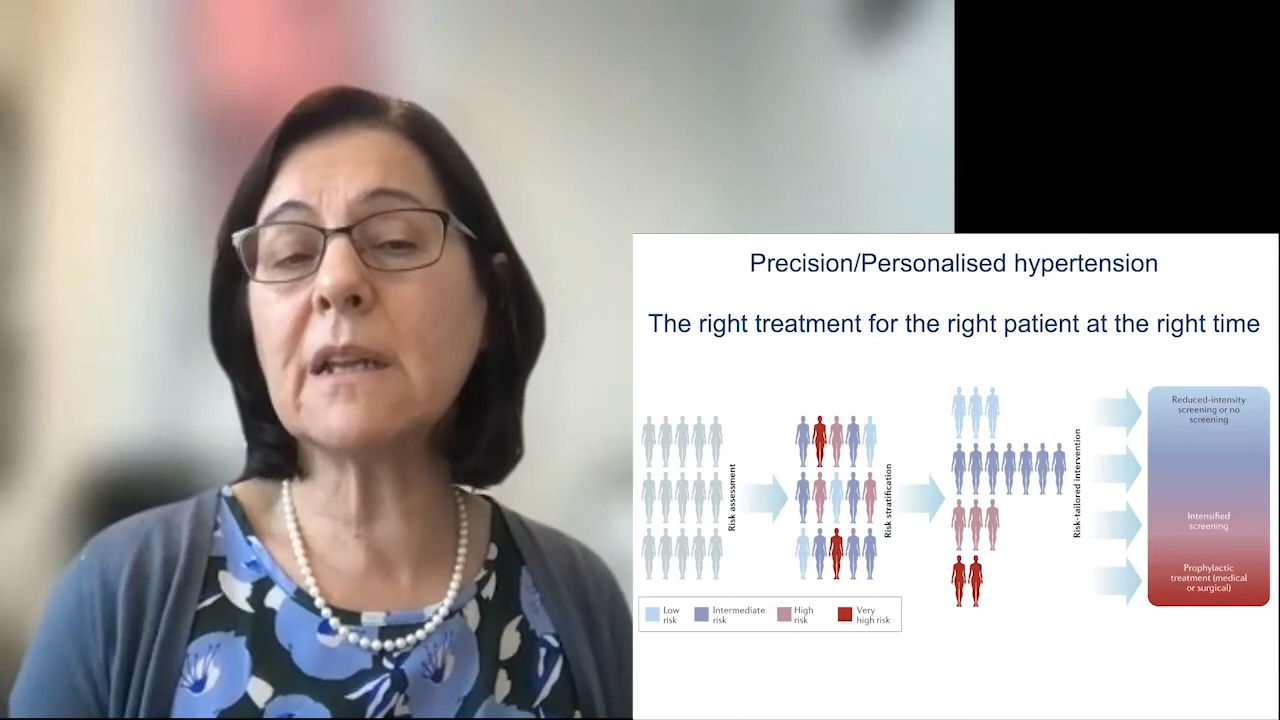 Precision/Personalised hypertension
The right treatment for the right patient at the right time
Risk assessment
Risk stratification
Risk-tailored intervention
Reduced-intensity
screening or no
screening
Intensified
screening
Prophylactic
treatment (medical
or surgical)
Low
risk
Intermediate
risk
High
risk
Very
high risk